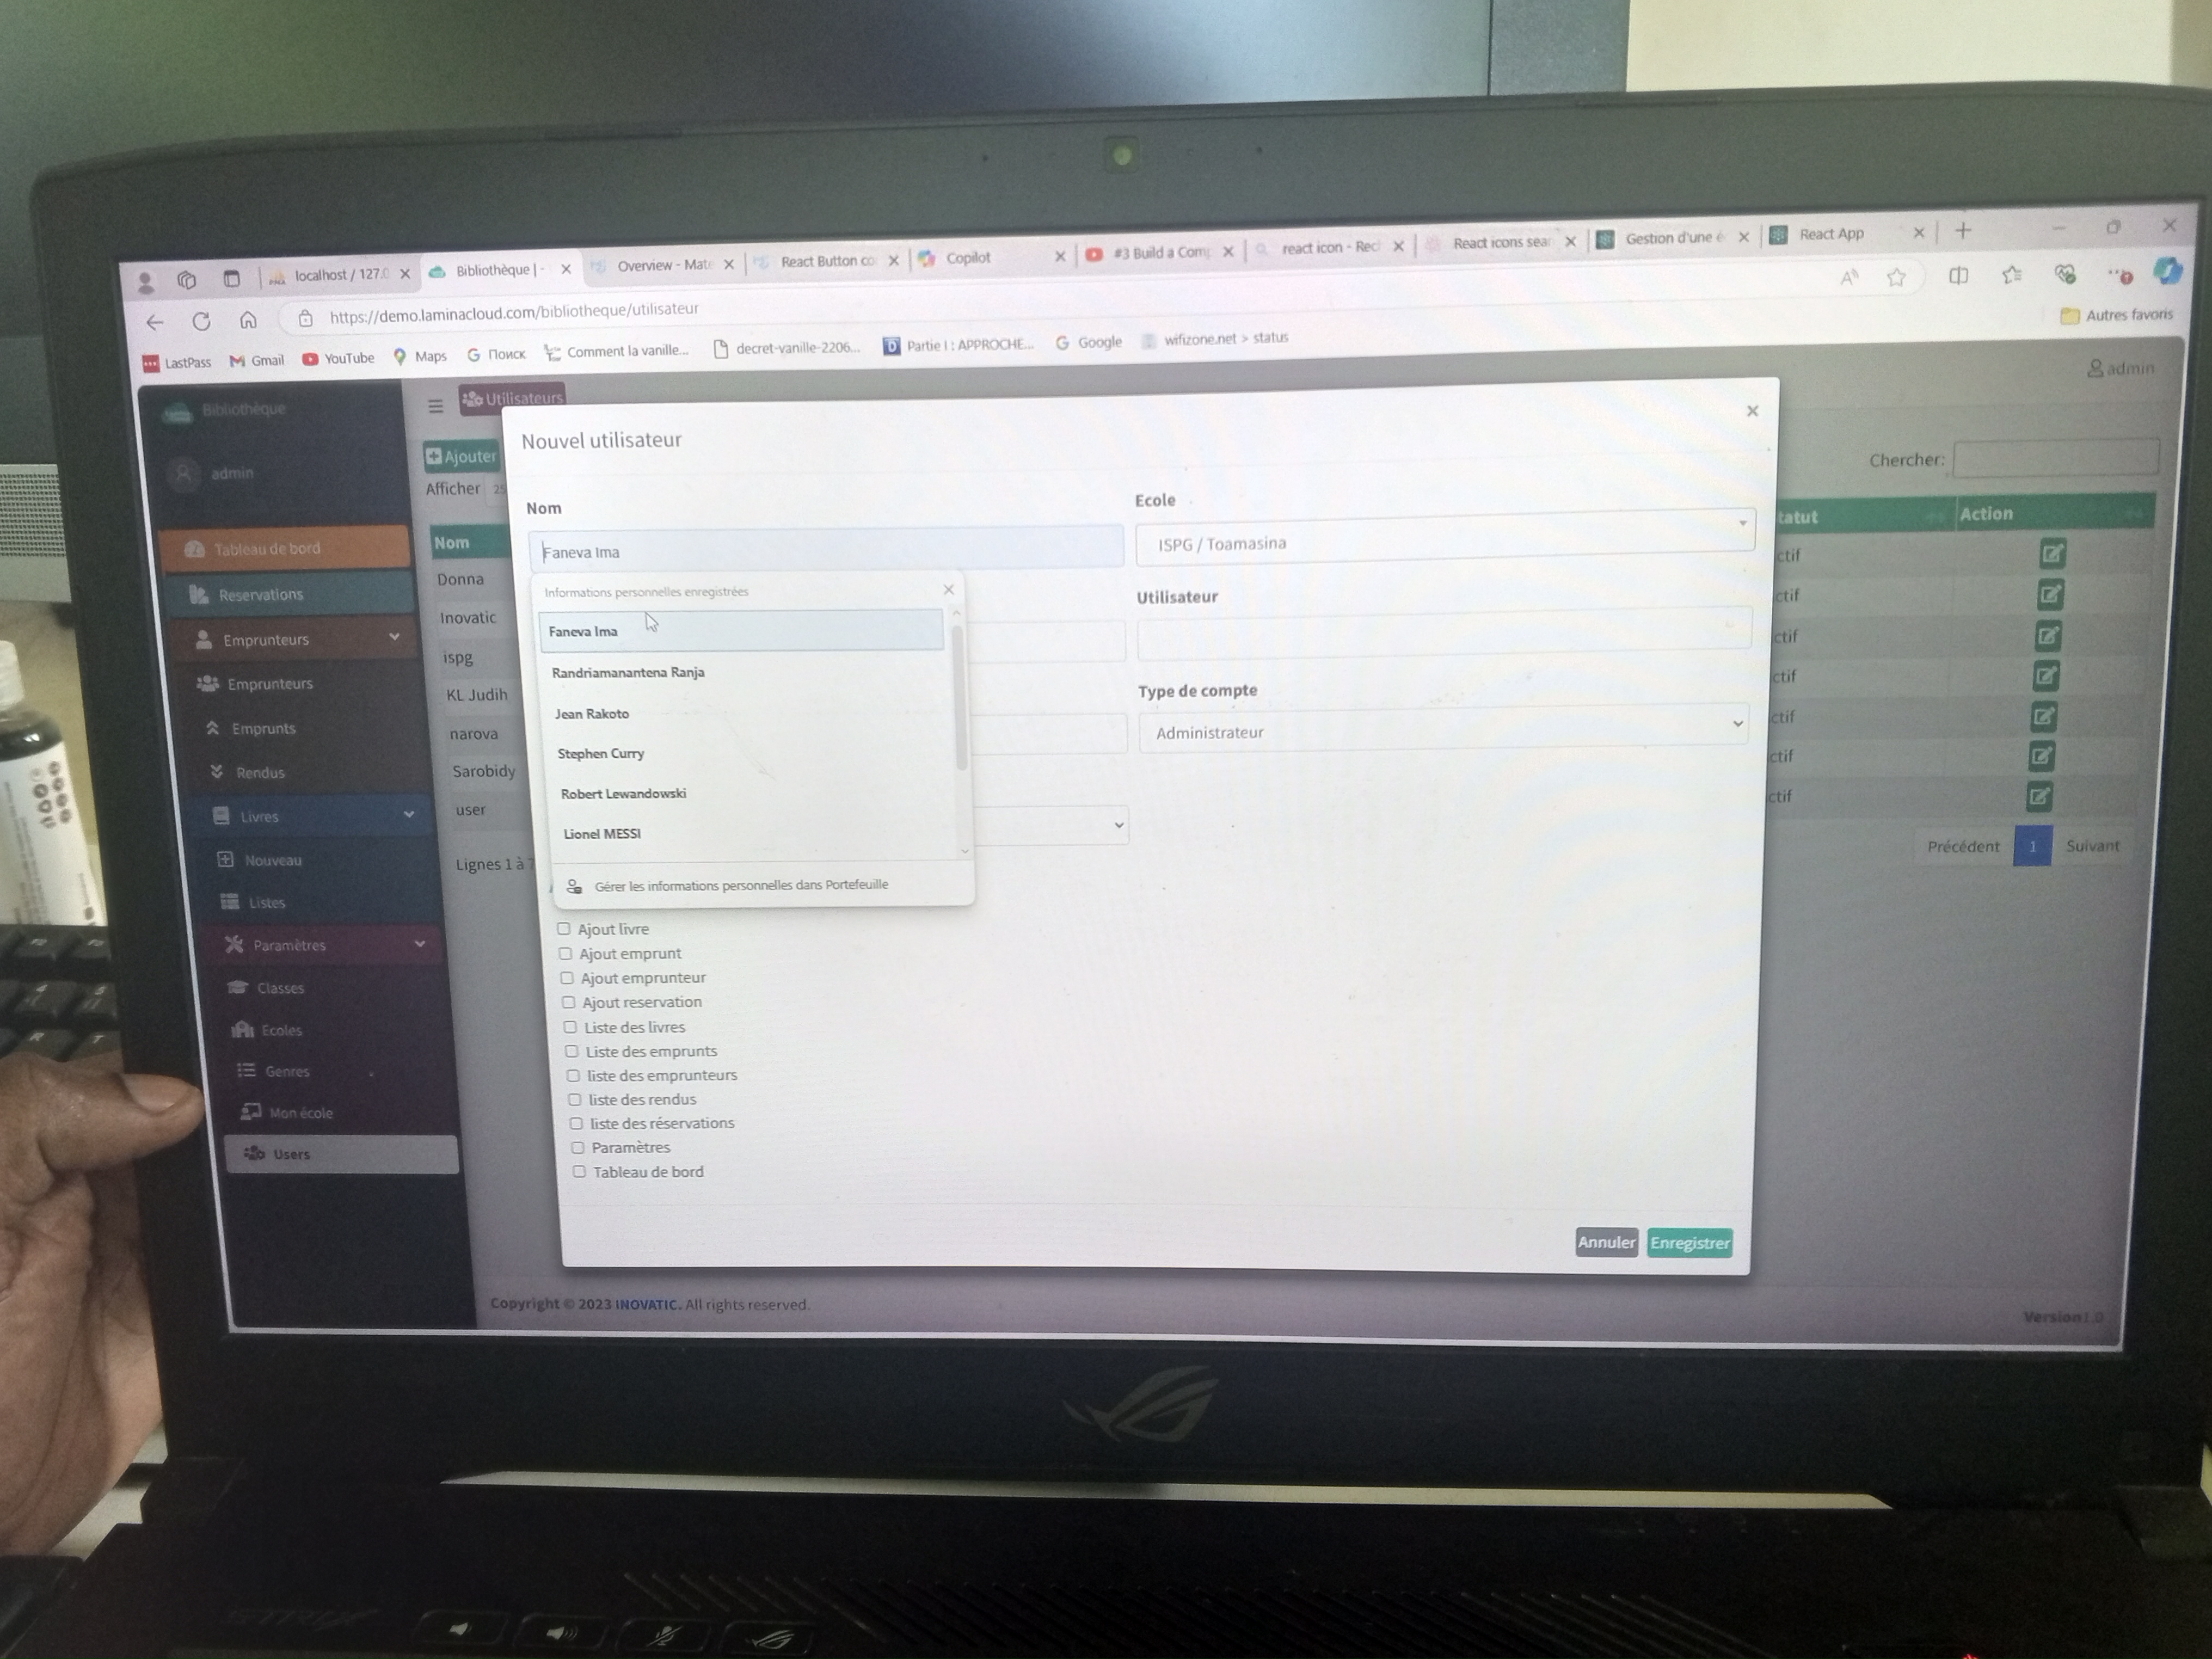 localhost / 127.0
Bibliothèque | -
Overview - Mate
React Button co
Copilot
#3 Build a Com
react icon - Rec
React icons sea
Gestion d'une é
React App
https://demo.laminacloud.com/bibliotheque/utilisateur
LastPass
Gmail
YouTube
Maps
Поиск
Comment la vanille...
decret-vanille-2206...
Partie I : APPROCHE...
Google
wifizone.net > status
Autres favoris
Bibliothèque
Utilisateurs
admin
admin
Ajouter
Afficher 25
Chercher:
Nom
tatut
Action
Donna
Inovatic
ispg
KL Judih
narova
Sarobidy
user
ctif
ctif
ctif
ctif
ctif
ctif
ctif
Lignes 1 à 7
Précédent 1 Suivant
Tableau de bord
Reservations
Emprunteurs
Emprunteurs
Emprunts
Rendus
Livres
Nouveau
Listes
Paramètres
Classes
Ecoles
Genres
Mon école
Users
Nouvel utilisateur
Nom
Faneva Ima
Ecole
ISPG / Toamasina
Utilisateur
Type de compte
Administrateur
Informations personnelles enregistrées
Faneva Ima
Randriamanantena Ranja
Jean Rakoto
Stephen Curry
Robert Lewandowski
Lionel MESSI
Gérer les informations personnelles dans Portefeuille
Ajout livre
Ajout emprunt
Ajout emprunteur
Ajout reservation
Liste des livres
Liste des emprunts
liste des emprunteurs
liste des rendus
liste des réservations
Paramètres
Tableau de bord
Annuler
Enregistrer
Copyright © 2023 INOVATIC. All rights reserved.
Version1.0